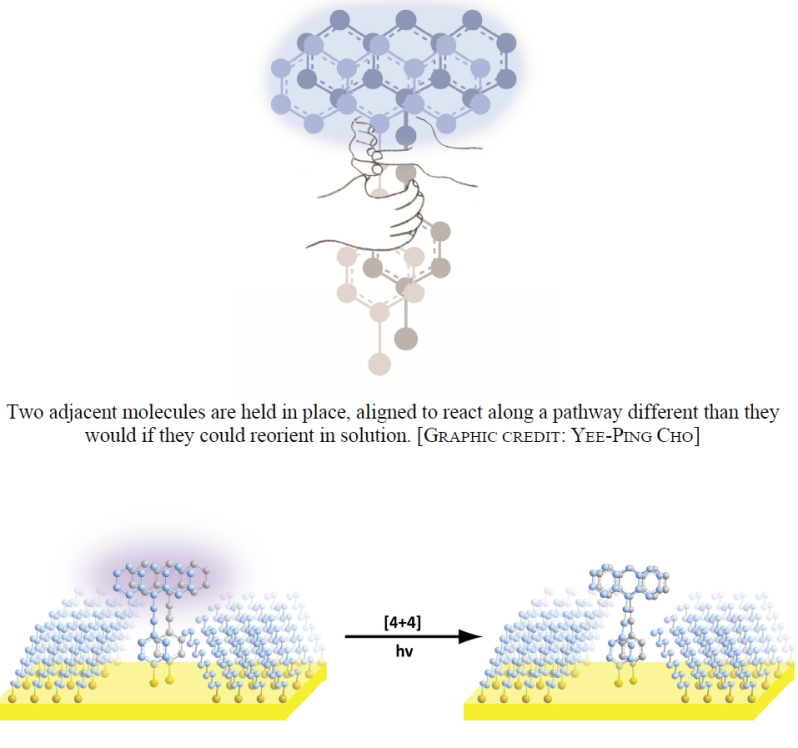 Two adjacent molecules are held in place, aligned to react along a pathway different than they
would if they could reorient in solution. [GRAPHIC CREDIT: YEE-PING CHO]
[4+4]
hν